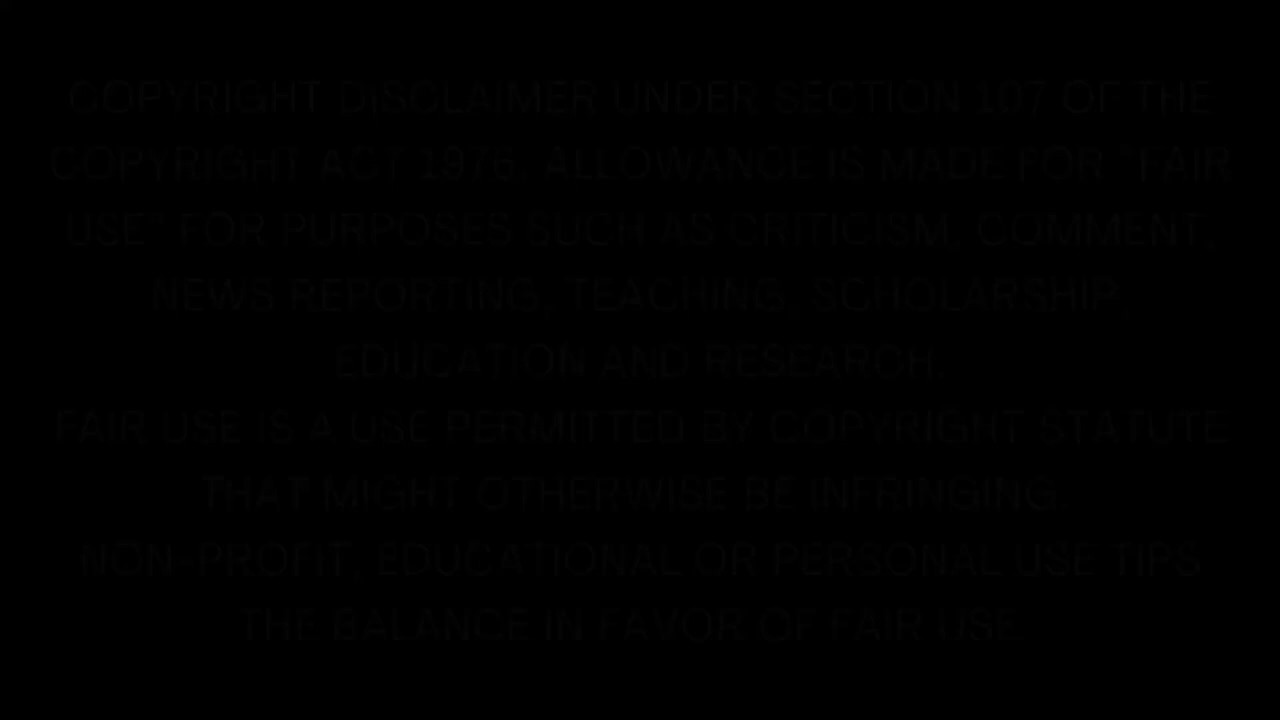 COPYRIGHT DISCLAIMER UNDER SECTION 107 OF THE
COPYRIGHT ACT 1976. ALLOWANCE IS MADE FOR "FAIR
USE" FOR PURPOSES SUCH AS CRITICISM, COMMENT,
NEWS REPORTING, TEACHING, SCHOLARSHIP,
EDUCATION AND RESEARCH.
FAIR USE IS A USE PERMITTED BY COPYRIGHT STATUTE
THAT MIGHT OTHERWISE BE INFRINGING.
NON-PROFIT, EDUCATIONAL OR PERSONAL USE TIPS
THE BALANCE IN FAVOR OF FAIR USE.